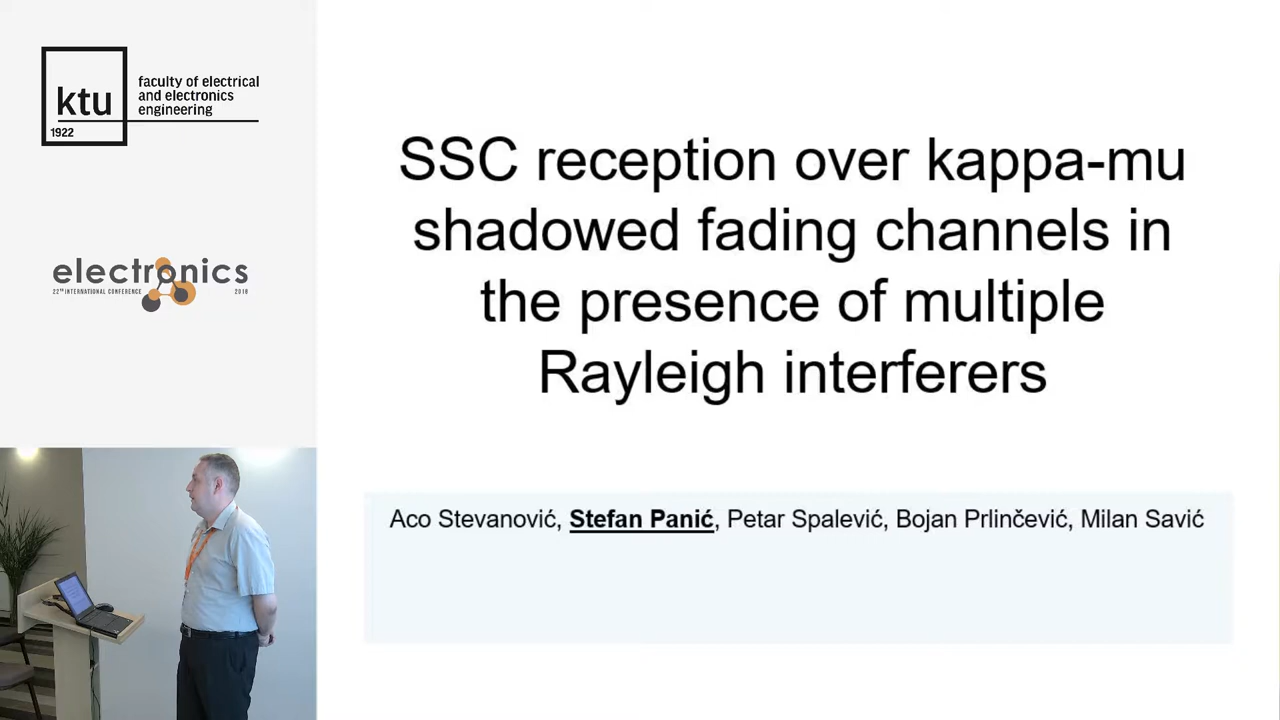 ktu
1922
faculty of electrical
and electronics
engineering
electronics
22ᴺᴰ INTERNATIONAL CONFERENCE 2018
SSC reception over kappa-mu
shadowed fading channels in
the presence of multiple
Rayleigh interferers
Aco Stevanović, Stefan Panić, Petar Spalević, Bojan Prlinčević, Milan Savić